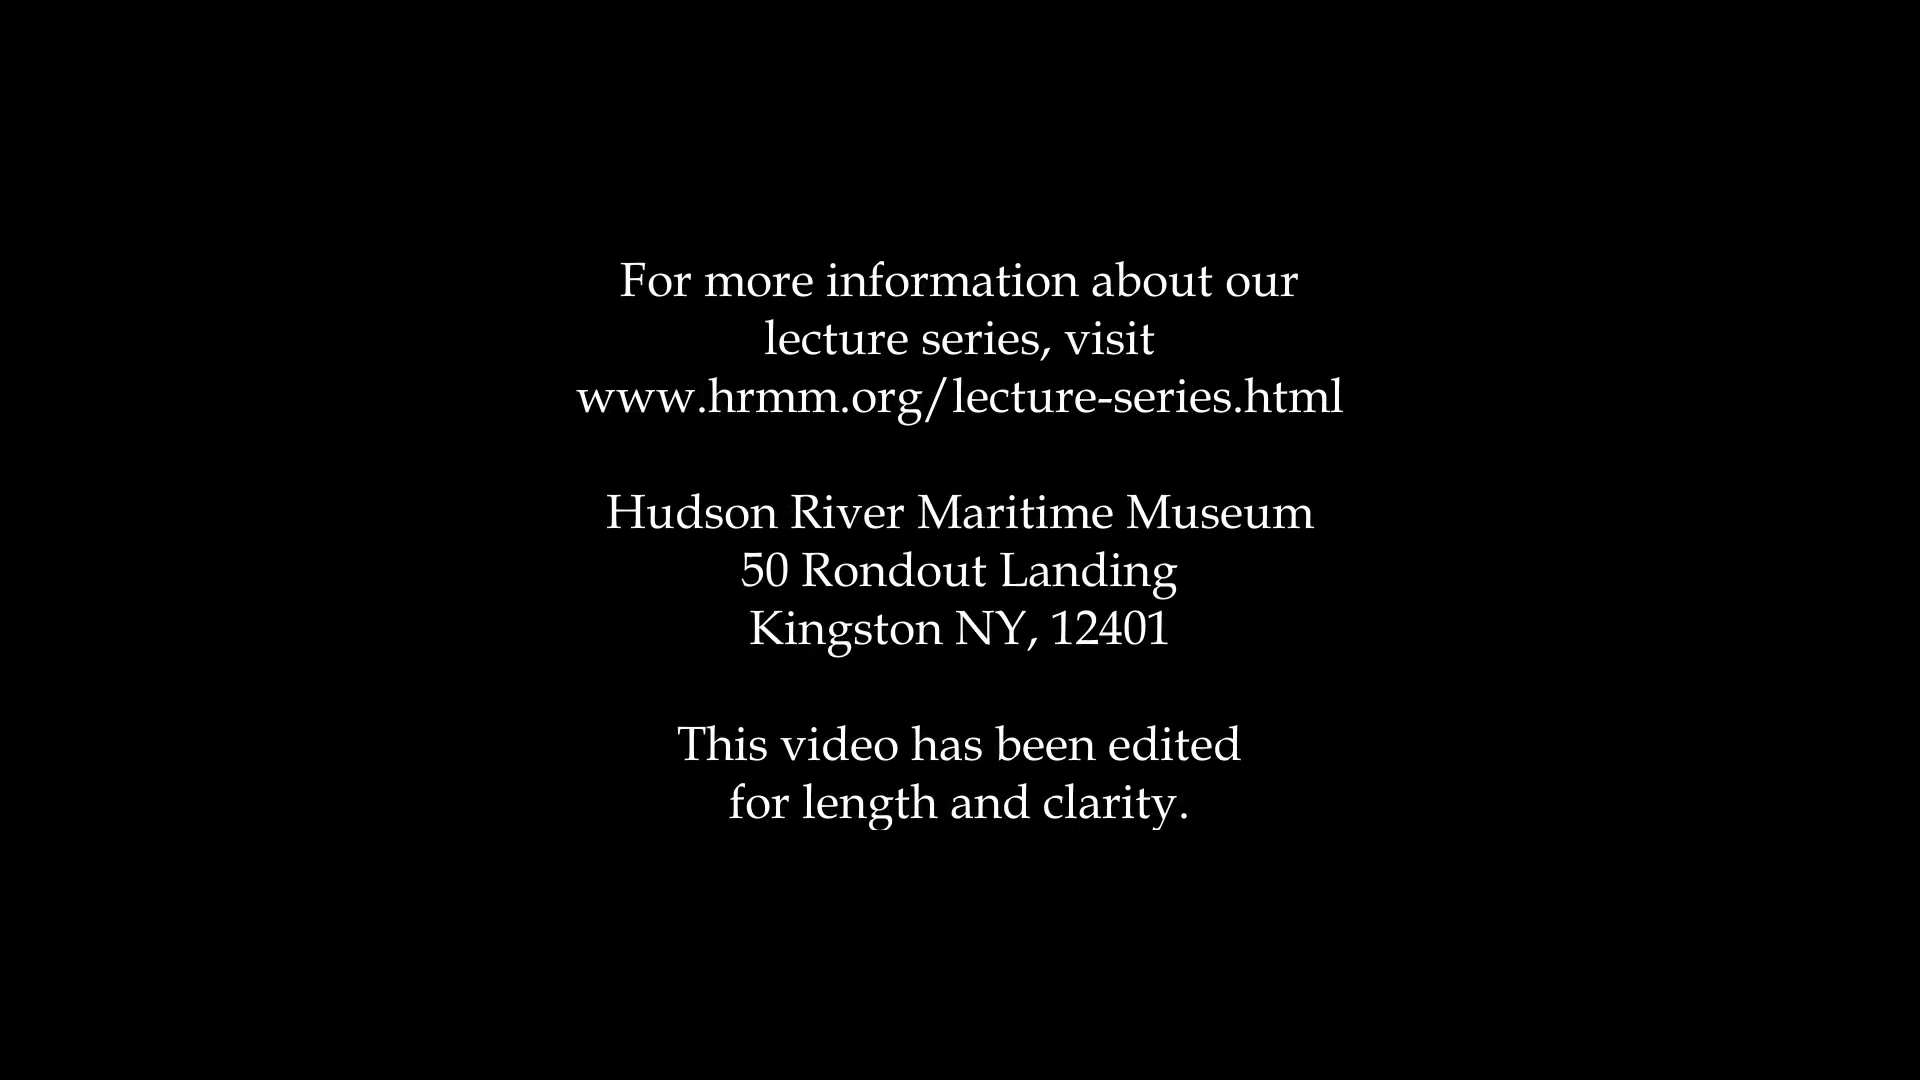 For more information about our
lecture series, visit
www.hrmm.org/lecture-series.html
Hudson River Maritime Museum
50 Rondout Landing
Kingston NY, 12401
This video has been edited
for length and clarity.